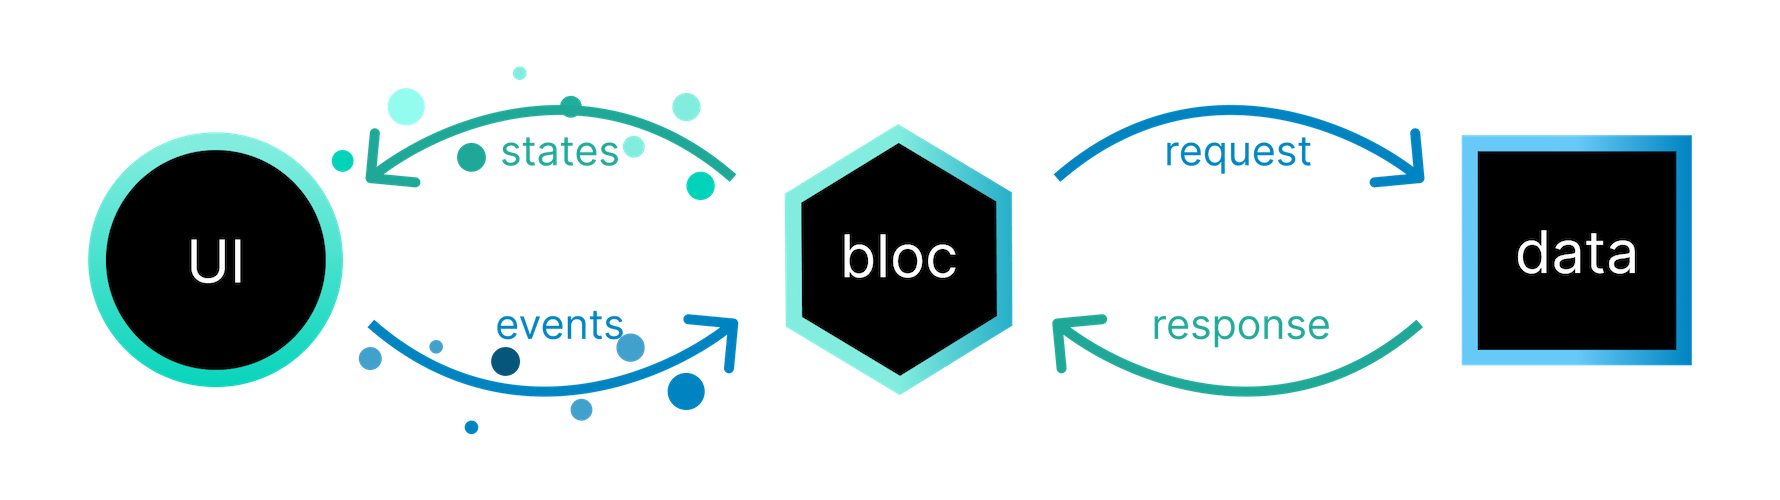 states
request
UI
bloc
data
events
response